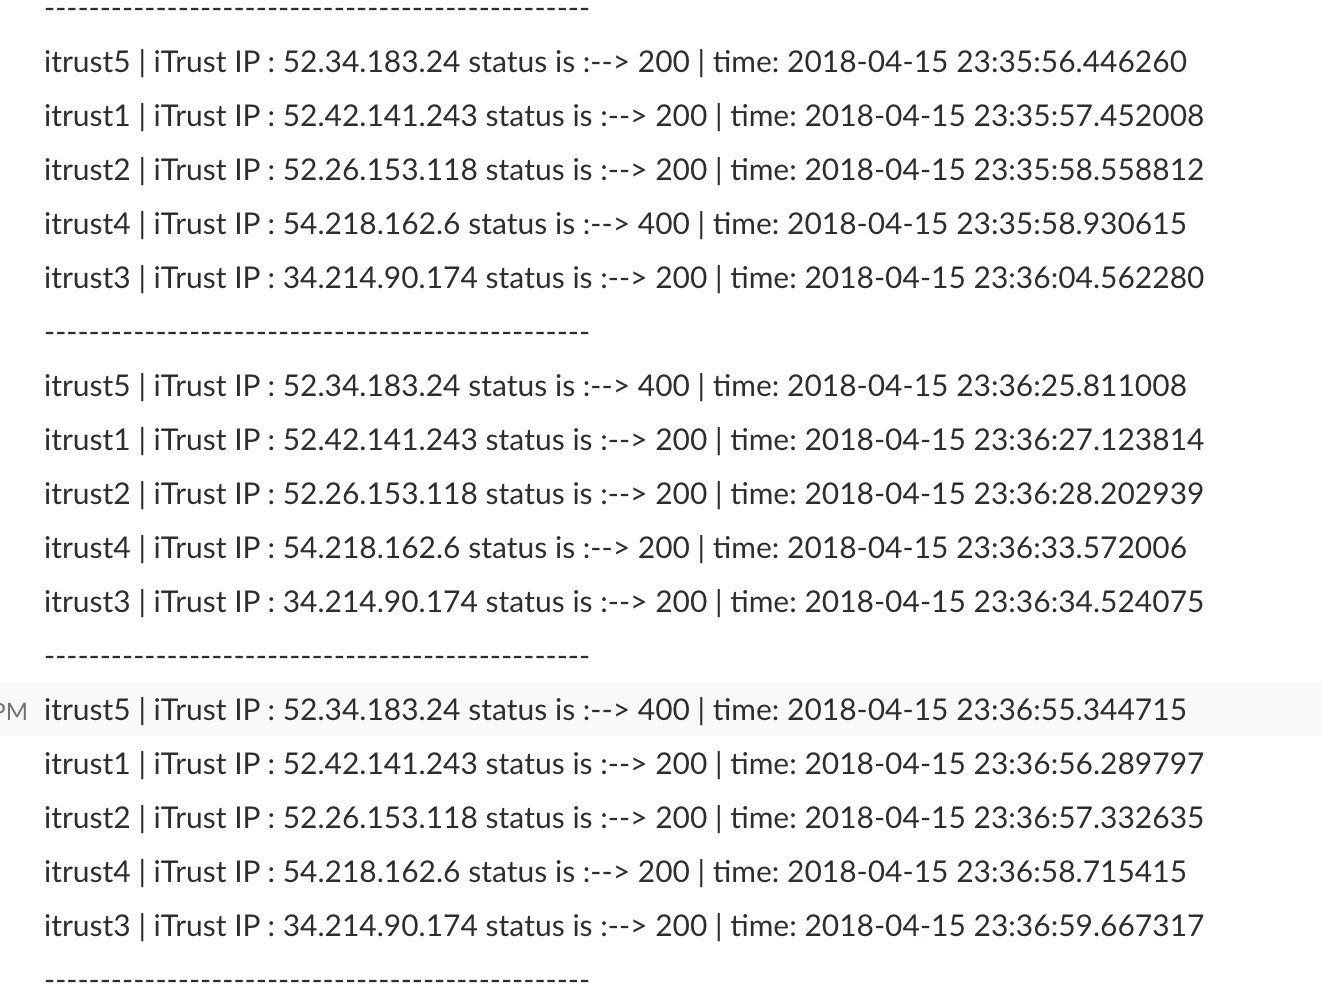 -------------------------------------------------
itrust5 | iTrust IP : 52.34.183.24 status is :--> 200 | time: 2018-04-15 23:35:56.446260
itrust1 | iTrust IP : 52.42.141.243 status is :--> 200 | time: 2018-04-15 23:35:57.452008
itrust2 | iTrust IP : 52.26.153.118 status is :--> 200 | time: 2018-04-15 23:35:58.558812
itrust4 | iTrust IP : 54.218.162.6 status is :--> 400 | time: 2018-04-15 23:35:58.930615
itrust3 | iTrust IP : 34.214.90.174 status is :--> 200 | time: 2018-04-15 23:36:04.562280
-------------------------------------------------
itrust5 | iTrust IP : 52.34.183.24 status is :--> 400 | time: 2018-04-15 23:36:25.811008
itrust1 | iTrust IP : 52.42.141.243 status is :--> 200 | time: 2018-04-15 23:36:27.123814
itrust2 | iTrust IP : 52.26.153.118 status is :--> 200 | time: 2018-04-15 23:36:28.202939
itrust4 | iTrust IP : 54.218.162.6 status is :--> 200 | time: 2018-04-15 23:36:33.572006
itrust3 | iTrust IP : 34.214.90.174 status is :--> 200 | time: 2018-04-15 23:36:34.524075
-------------------------------------------------
PM itrust5 | iTrust IP : 52.34.183.24 status is :--> 400 | time: 2018-04-15 23:36:55.344715
itrust1 | iTrust IP : 52.42.141.243 status is :--> 200 | time: 2018-04-15 23:36:56.289797
itrust2 | iTrust IP : 52.26.153.118 status is :--> 200 | time: 2018-04-15 23:36:57.332635
itrust4 | iTrust IP : 54.218.162.6 status is :--> 200 | time: 2018-04-15 23:36:58.715415
itrust3 | iTrust IP : 34.214.90.174 status is :--> 200 | time: 2018-04-15 23:36:59.667317
-------------------------------------------------